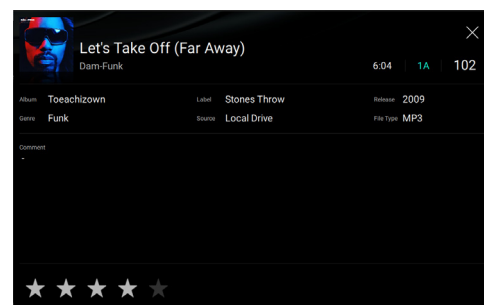 Let's Take Off (Far Away)
Dam-Funk
6:04 1A 102
Album Toeachizown Label Stones Throw Release 2009
Genre Funk Source Local Drive File Type MP3
Comment
-